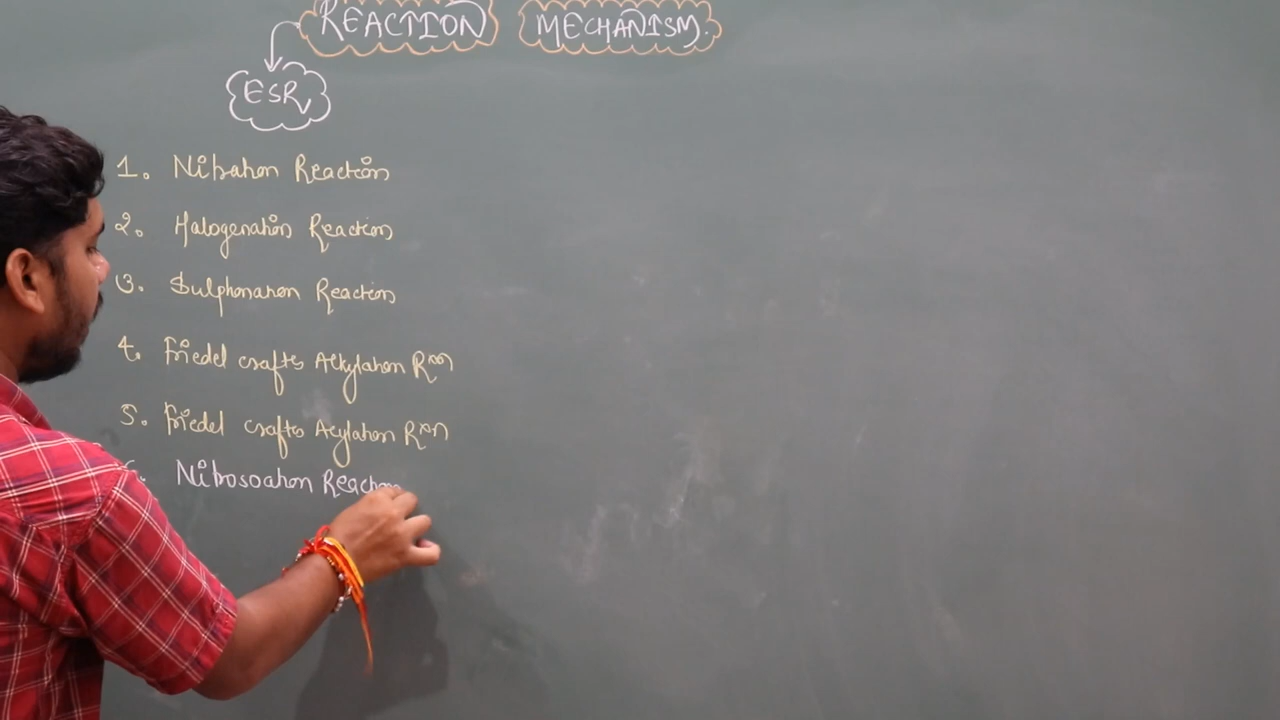 REACTION MECHANISM.
ESR
1. Nitration Reaction
2. Halogenation Reaction
3. Sulphonation Reaction
4. Friedel crafts Alkylation Rxn
5. Friedel crafts Acylation Rxn
Nitrosoation Reaction